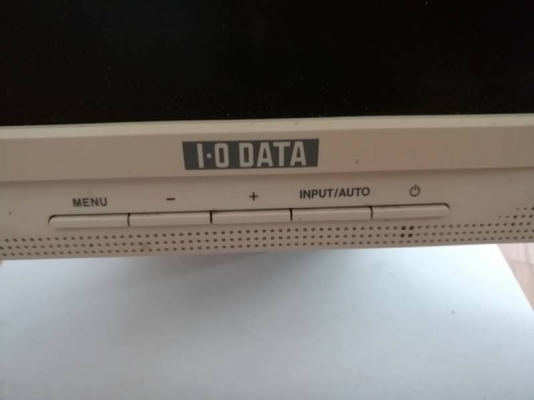 I·O DATA
MENU - + INPUT/AUTO ⏻